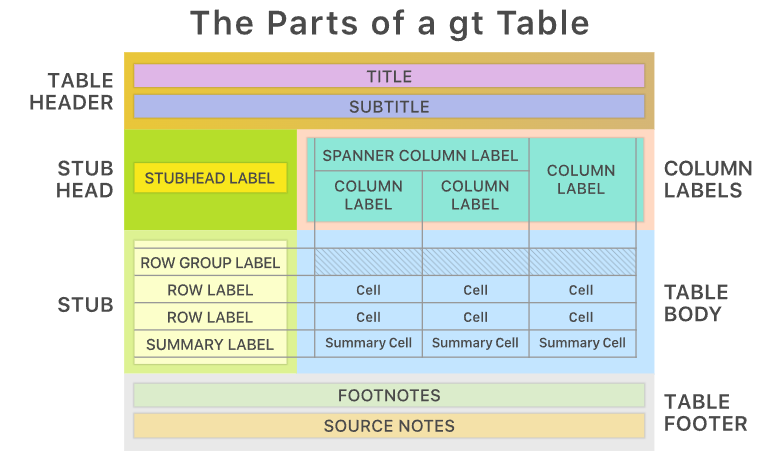 The Parts of a gt Table
TABLE
HEADER
TITLE
SUBTITLE
STUB
HEAD
STUBHEAD LABEL
SPANNER COLUMN LABEL
COLUMN
LABEL
COLUMN
LABEL
COLUMN
LABEL
COLUMN
LABELS
STUB
ROW GROUP LABEL
ROW LABEL Cell Cell Cell
ROW LABEL Cell Cell Cell
SUMMARY LABEL Summary Cell Summary Cell Summary Cell
TABLE
BODY
FOOTNOTES
SOURCE NOTES
TABLE
FOOTER